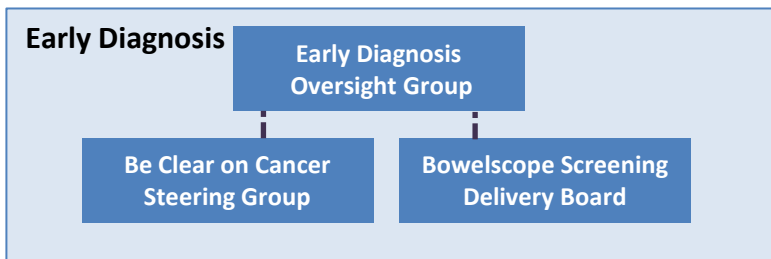 Early Diagnosis
Early Diagnosis
Oversight Group
Be Clear on Cancer
Steering Group
Bowelscope Screening
Delivery Board